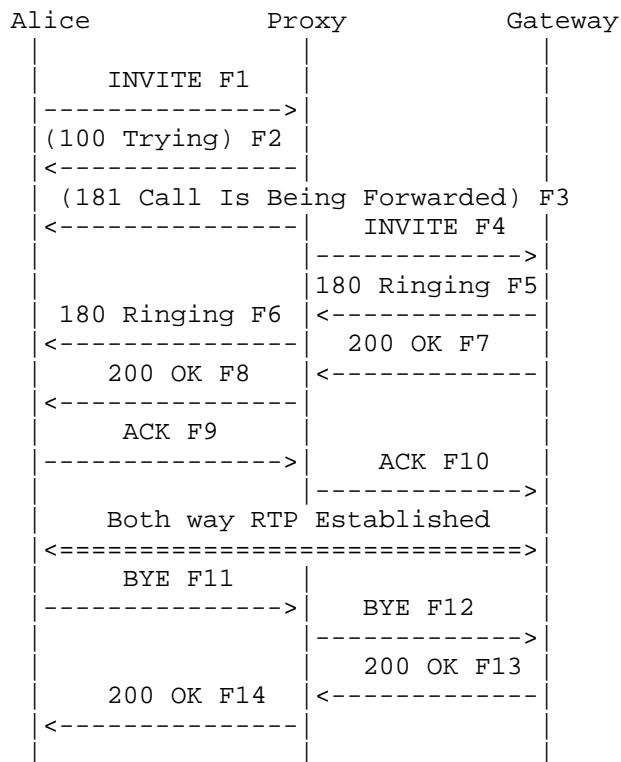 Alice Proxy Gateway
INVITE F1
(100 Trying) F2
(181 Call Is Being Forwarded) F3
INVITE F4
180 Ringing F5
180 Ringing F6
200 OK F7
200 OK F8
ACK F9
ACK F10
Both way RTP Established
BYE F11
BYE F12
200 OK F13
200 OK F14